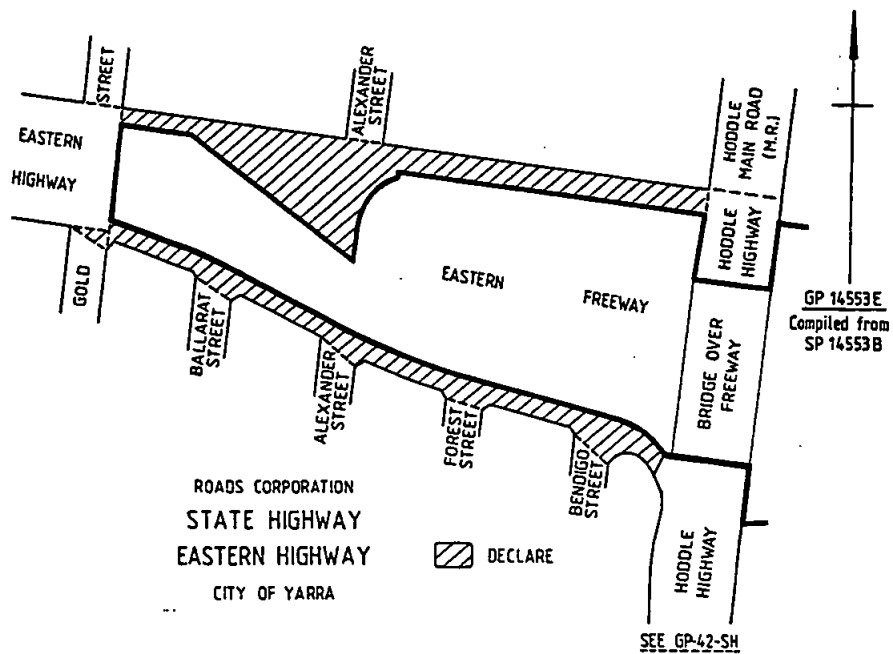 STREET
ALEXANDER
STREET
HODDLE
MAIN ROAD
(M.R.)
EASTERN
HIGHWAY
HODDLE
HIGHWAY
EASTERN
FREEWAY
GOLD
BALLARAT
STREET
ALEXANDER
STREET
FOREST
STREET
BENDIGO
STREET
BRIDGE OVER
FREEWAY
GP 14553E
Compiled from
SP 14553B
ROADS CORPORATION
STATE HIGHWAY
EASTERN HIGHWAY
CITY OF YARRA
DECLARE
HODDLE
HIGHWAY
SEE GP-42-SH